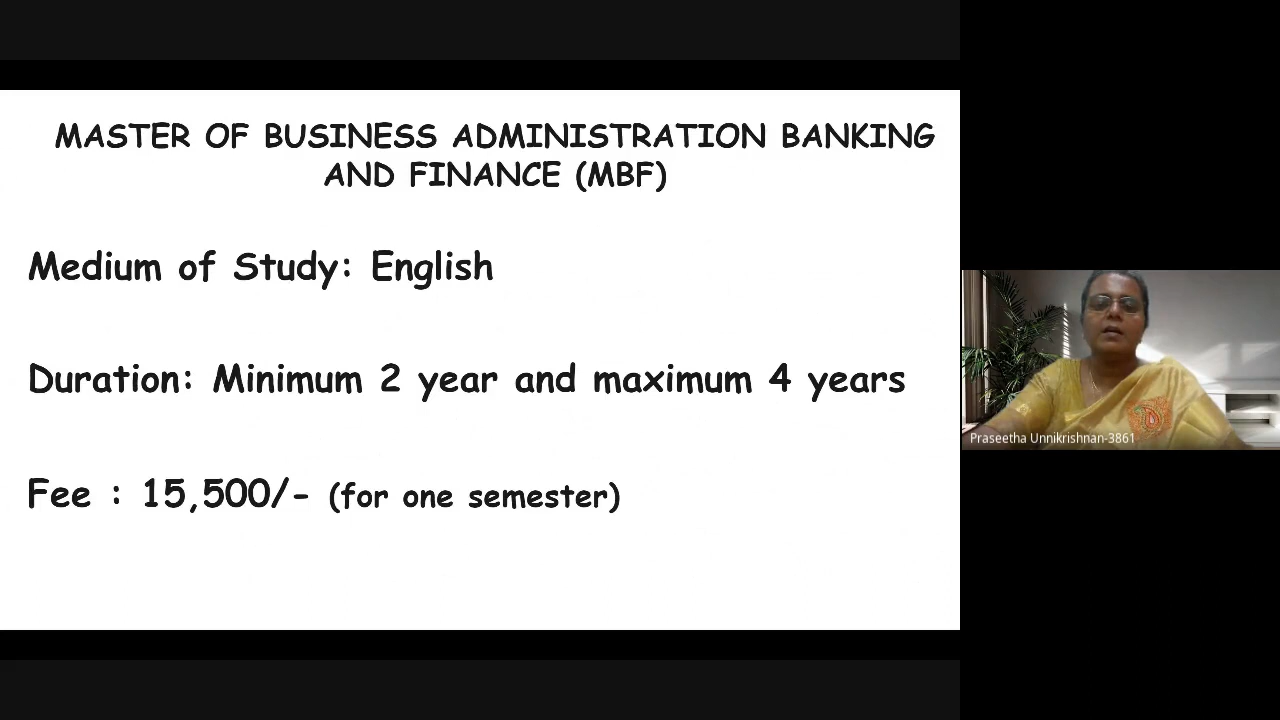 MASTER OF BUSINESS ADMINISTRATION BANKING
AND FINANCE (MBF)
Medium of Study: English
Duration: Minimum 2 year and maximum 4 years
Fee : 15,500/- (for one semester)
Praseetha Unnikrishnan-3861